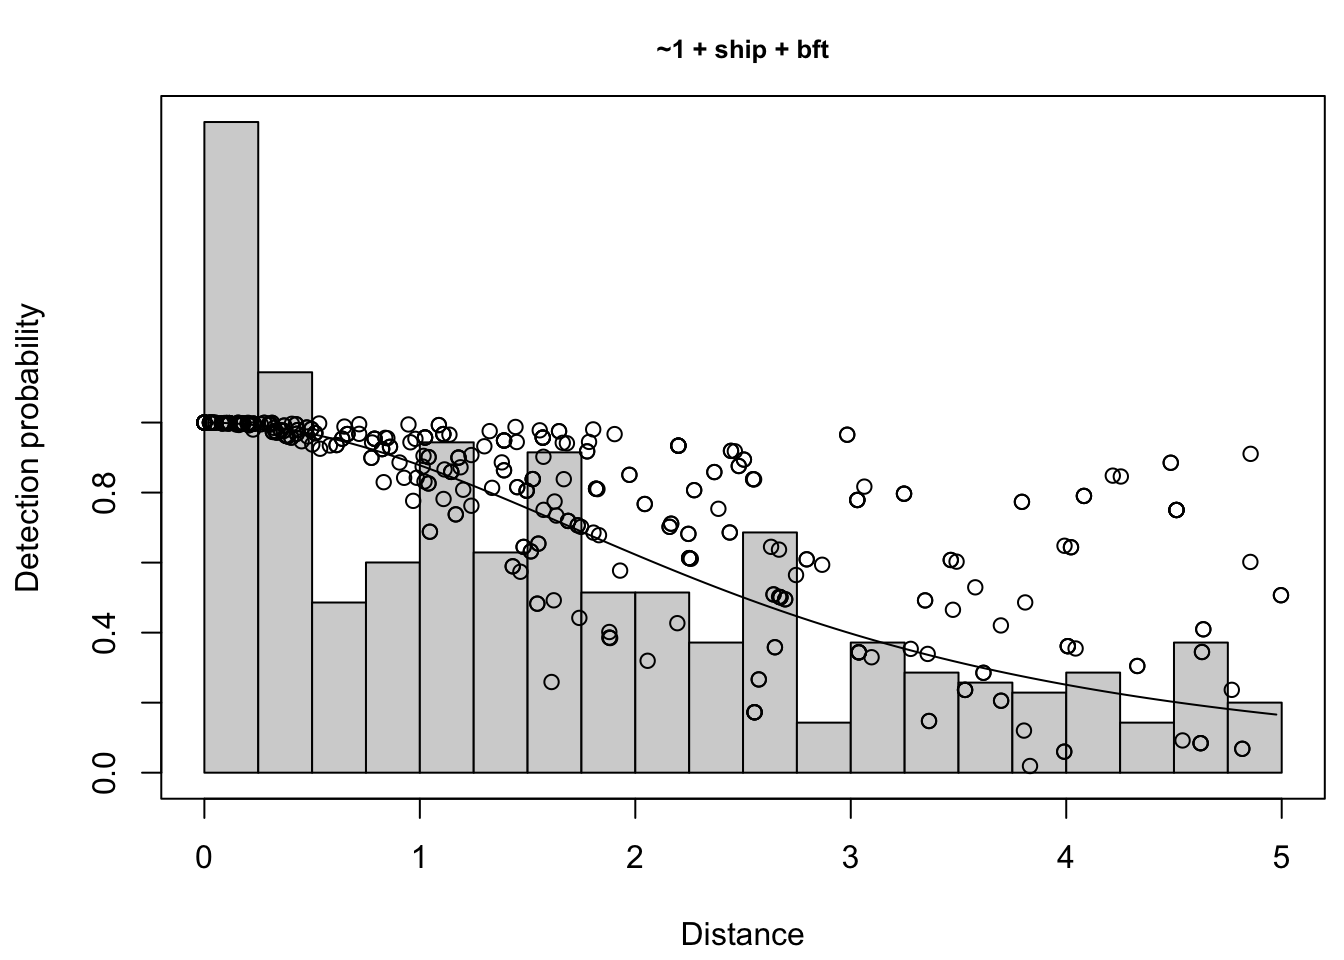 ~1 + ship + bft
Detection probability
0.8
0.4
0.0
0 1 2 3 4 5
Distance